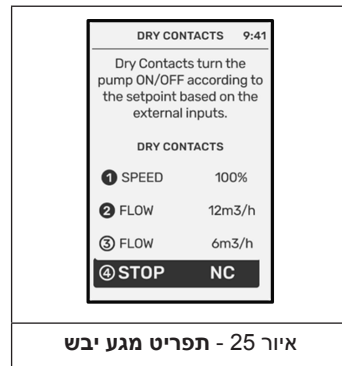 DRY CONTACTS 9:41
Dry Contacts turn the
pump ON/OFF according to
the setpoint based on the
external inputs.
DRY CONTACTS
1 SPEED 100%
2 FLOW 12m3/h
3 FLOW 6m3/h
4 STOP NC
איור 25 - תפריט מגע יבש